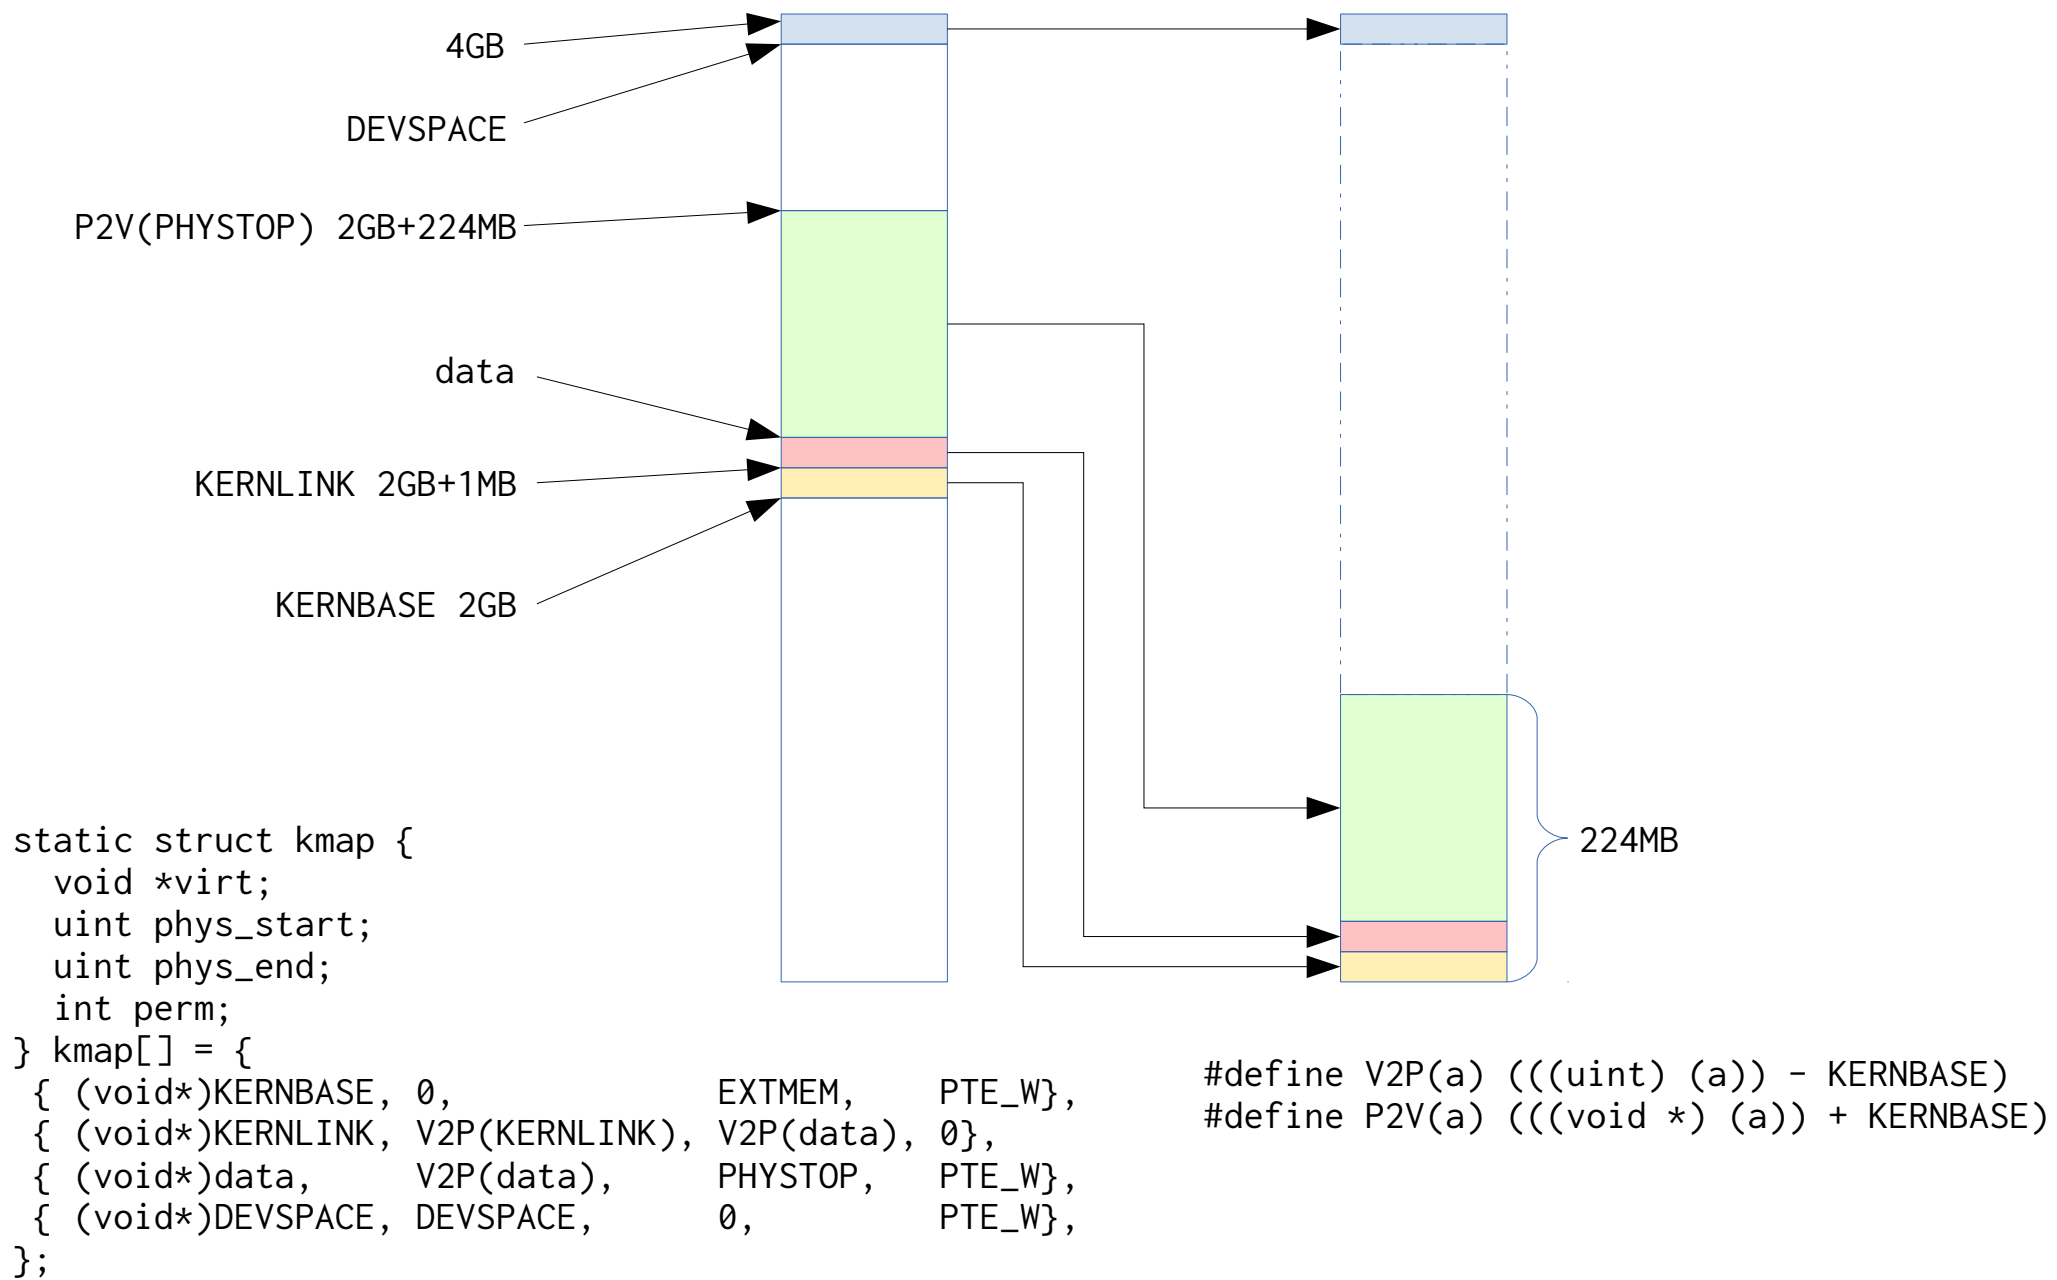 4GB
DEVSPACE
P2V(PHYSTOP) 2GB+224MB
data
KERNLINK 2GB+1MB
KERNBASE 2GB
224MB
static struct kmap {
  void *virt;
  uint phys_start;
  uint phys_end;
  int perm;
} kmap[] = {
 { (void*)KERNBASE, 0,             EXTMEM,    PTE_W},
 { (void*)KERNLINK, V2P(KERNLINK), V2P(data), 0},
 { (void*)data,     V2P(data),     PHYSTOP,   PTE_W},
 { (void*)DEVSPACE, DEVSPACE,      0,         PTE_W},
};
#define V2P(a) (((uint) (a)) - KERNBASE)
#define P2V(a) (((void *) (a)) + KERNBASE)